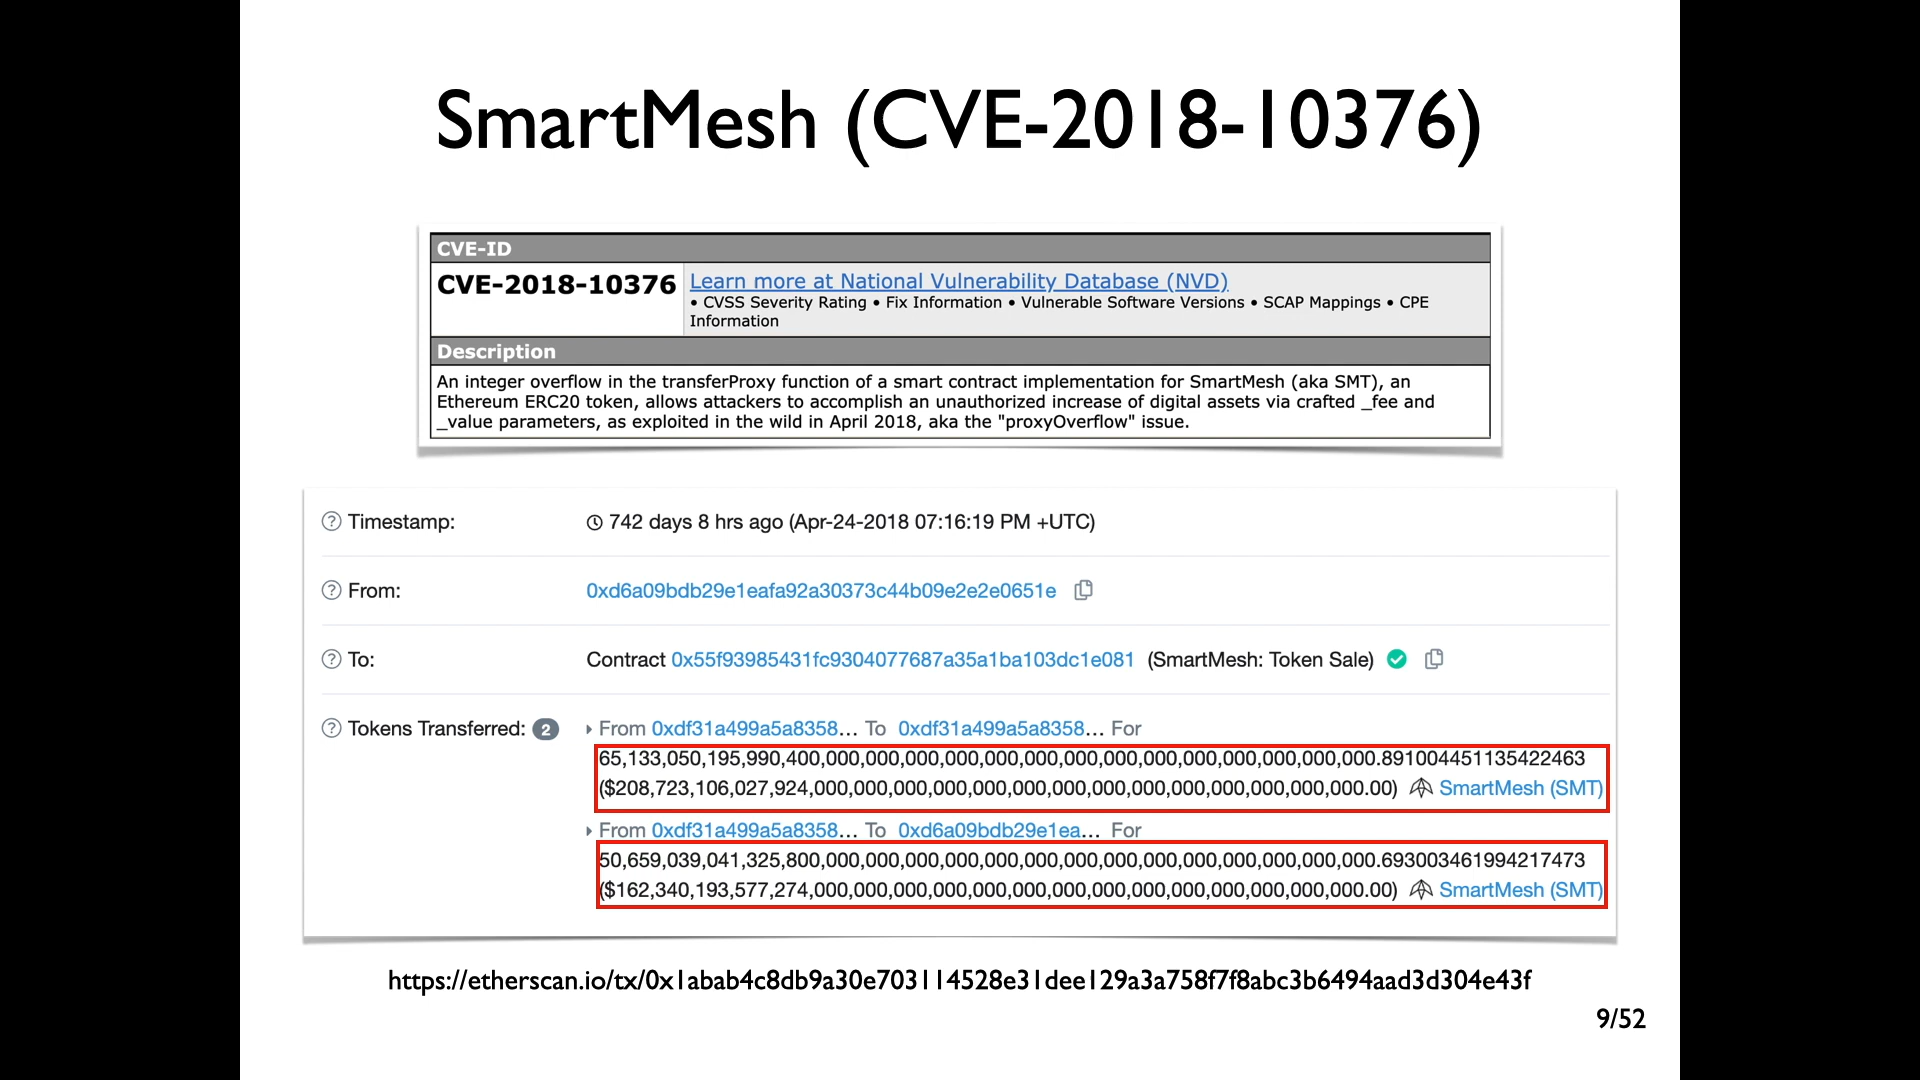 SmartMesh (CVE-2018-10376)
CVE-ID
CVE-2018-10376
Learn more at National Vulnerability Database (NVD)
• CVSS Severity Rating • Fix Information • Vulnerable Software Versions • SCAP Mappings • CPE
Information
Description
An integer overflow in the transferProxy function of a smart contract implementation for SmartMesh (aka SMT), an
Ethereum ERC20 token, allows attackers to accomplish an unauthorized increase of digital assets via crafted _fee and
_value parameters, as exploited in the wild in April 2018, aka the "proxyOverflow" issue.
Timestamp: 742 days 8 hrs ago (Apr-24-2018 07:16:19 PM +UTC)
From: 0xd6a09bdb29e1eafa92a30373c44b09e2e2e0651e
To: Contract 0x55f93985431fc9304077687a35a1ba103dc1e081 (SmartMesh: Token Sale)
Tokens Transferred: 2 From 0xdf31a499a5a8358... To 0xdf31a499a5a8358... For
65,133,050,195,990,400,000,000,000,000,000,000,000,000,000,000,000,000,000,000.891004451135422463
($208,723,106,027,924,000,000,000,000,000,000,000,000,000,000,000,000,000,000.00) SmartMesh (SMT)
From 0xdf31a499a5a8358... To 0xd6a09bdb29e1ea... For
50,659,039,041,325,800,000,000,000,000,000,000,000,000,000,000,000,000,000,000.693003461994217473
($162,340,193,577,274,000,000,000,000,000,000,000,000,000,000,000,000,000,000.00) SmartMesh (SMT)
https://etherscan.io/tx/0x1abab4c8db9a30e703114528e31dee129a3a758f7f8abc3b6494aad3d304e43f
9/52